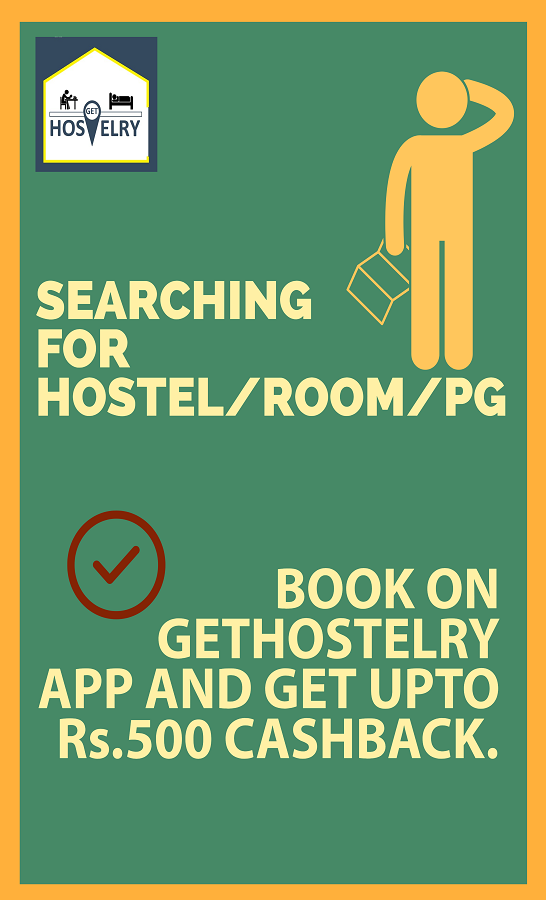 GET
HOSTELRY
SEARCHING
FOR
HOSTEL/ROOM/PG
BOOK ON
GETHOSTELRY
APP AND GET UPTO
Rs.500 CASHBACK.